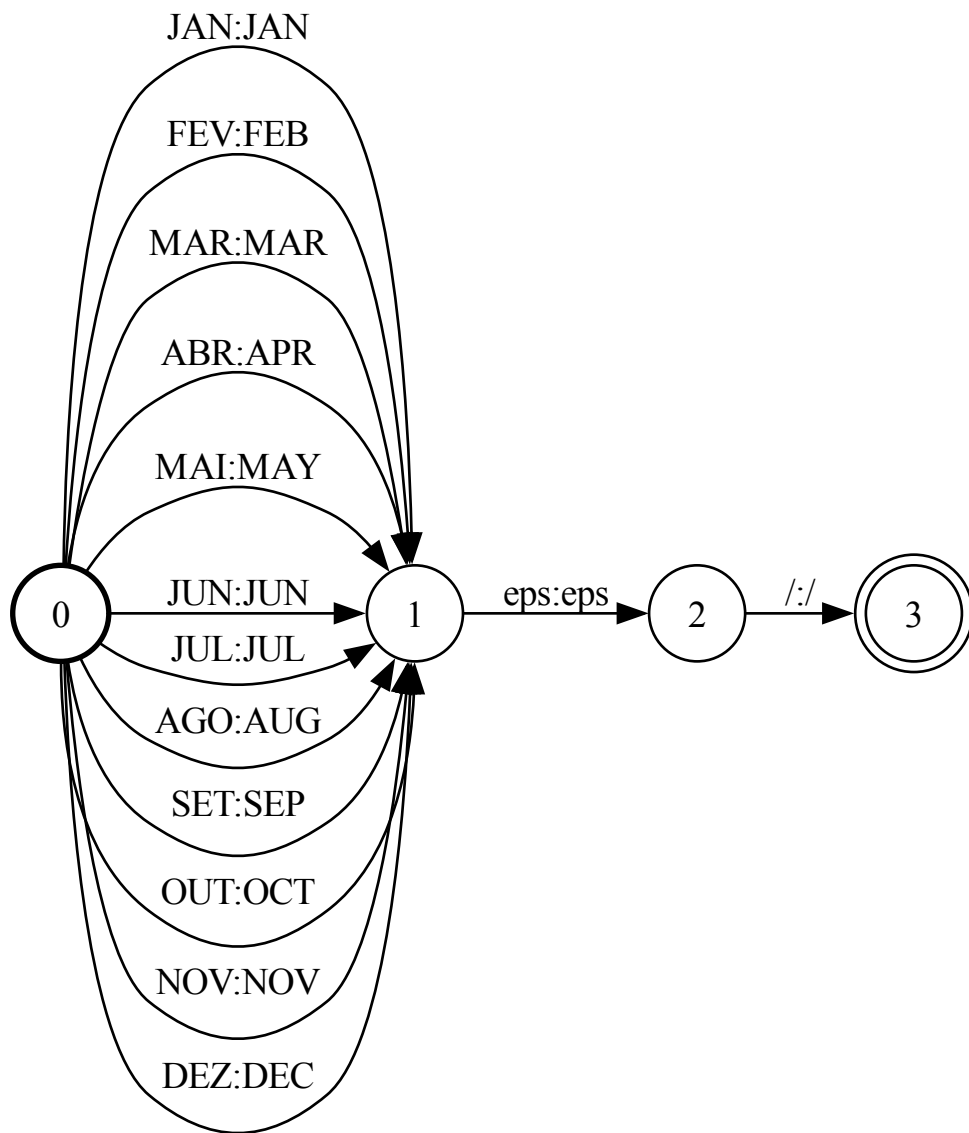 JAN:JAN
FEV:FEB
MAR:MAR
ABR:APR
MAI:MAY
0
JUN:JUN
1
eps:eps
2
/:/
3
JUL:JUL
AGO:AUG
SET:SEP
OUT:OCT
NOV:NOV
DEZ:DEC